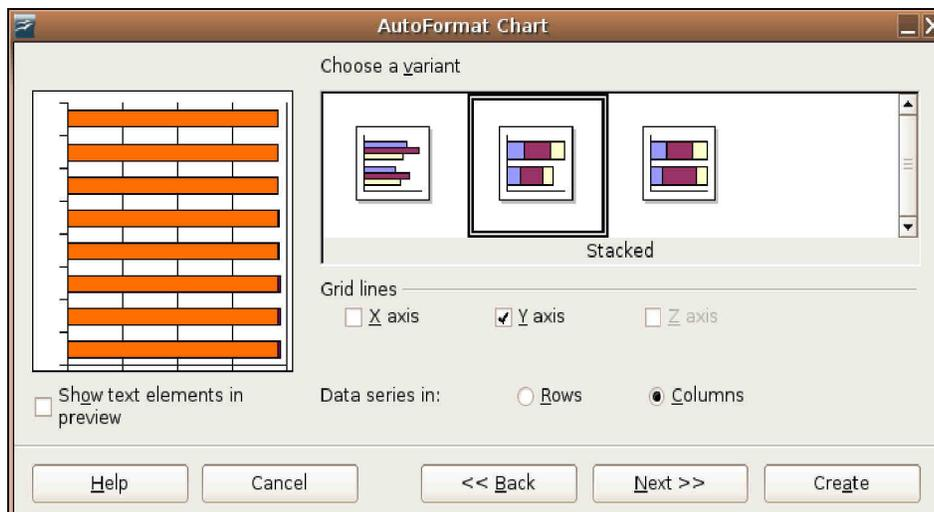 AutoFormat Chart
Choose a variant
Stacked
Grid lines
X axis
Y axis
Z axis
Show text elements in
preview
Data series in:
Rows
Columns
Help
Cancel
<< Back
Next >>
Create